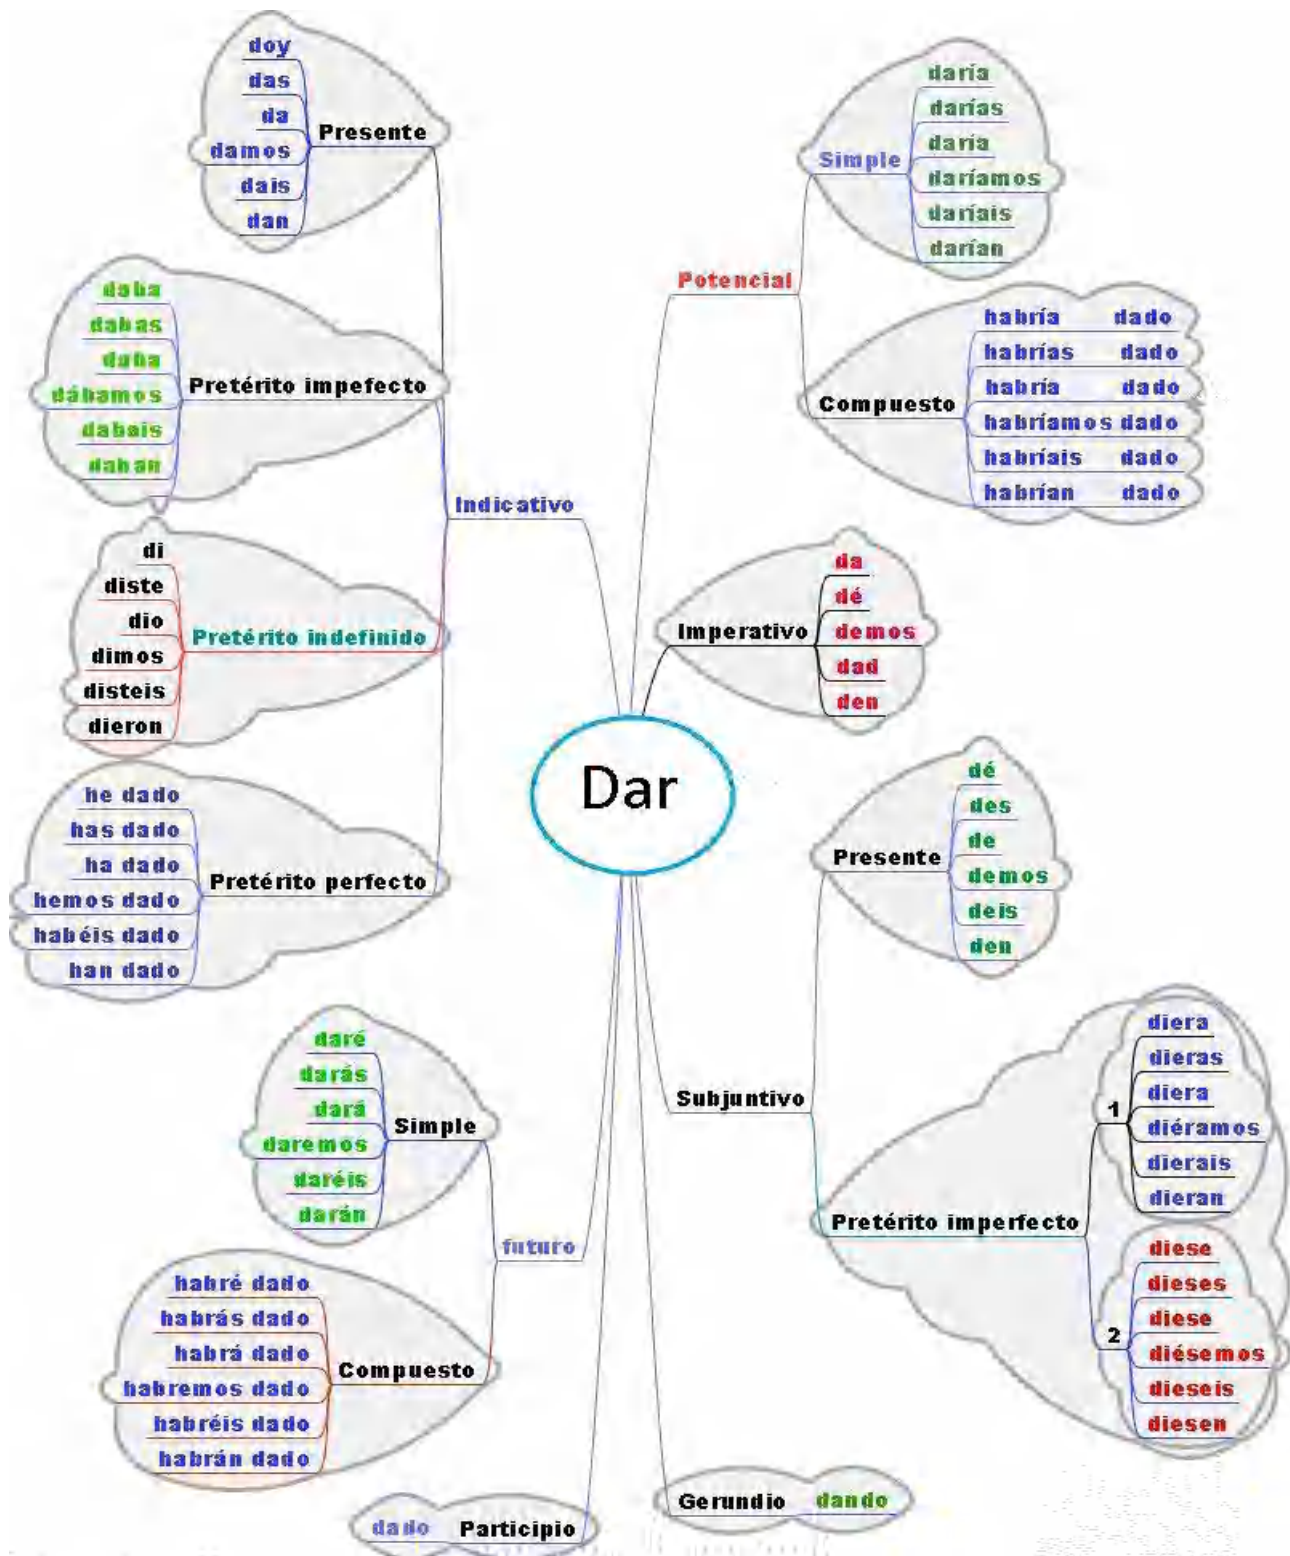 Dar
Indicativo
Presente
doy
das
da
damos
dais
dan
Pretérito impefecto
daba
dabas
daba
dábamos
dabais
daban
Pretérito indefinido
di
diste
dio
dimos
disteis
dieron
Pretérito perfecto
he dado
has dado
ha dado
hemos dado
habéis dado
han dado
futuro
Simple
daré
darás
dará
daremos
daréis
darán
Compuesto
habré dado
habrás dado
habrá dado
habremos dado
habréis dado
habrán dado
Participio
dado
Potencial
Simple
daría
darías
daría
daríamos
daríais
darían
Compuesto
habría dado
habrías dado
habría dado
habríamos dado
habríais dado
habrían dado
Imperativo
da
dé
demos
dad
den
Subjuntivo
Presente
dé
des
de
demos
deis
den
Pretérito imperfecto
1
diera
dieras
diera
diéramos
dierais
dieran
2
diese
dieses
diese
diésemos
dieseis
diesen
Gerundio
dando